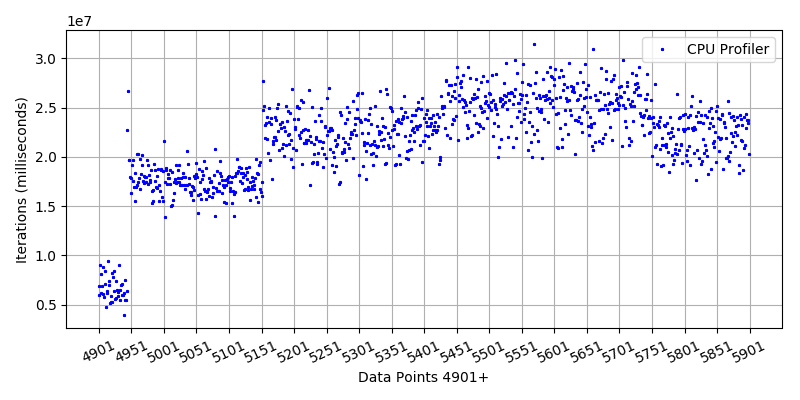 1e7
CPU Profiler
3.0
2.5
2.0
1.5
1.0
0.5
Iterations (milliseconds)
4901 4951 5001 5051 5101 5151 5201 5251 5301 5351 5401 5451 5501 5551 5601 5651 5701 5751 5801 5851 5901
Data Points 4901+